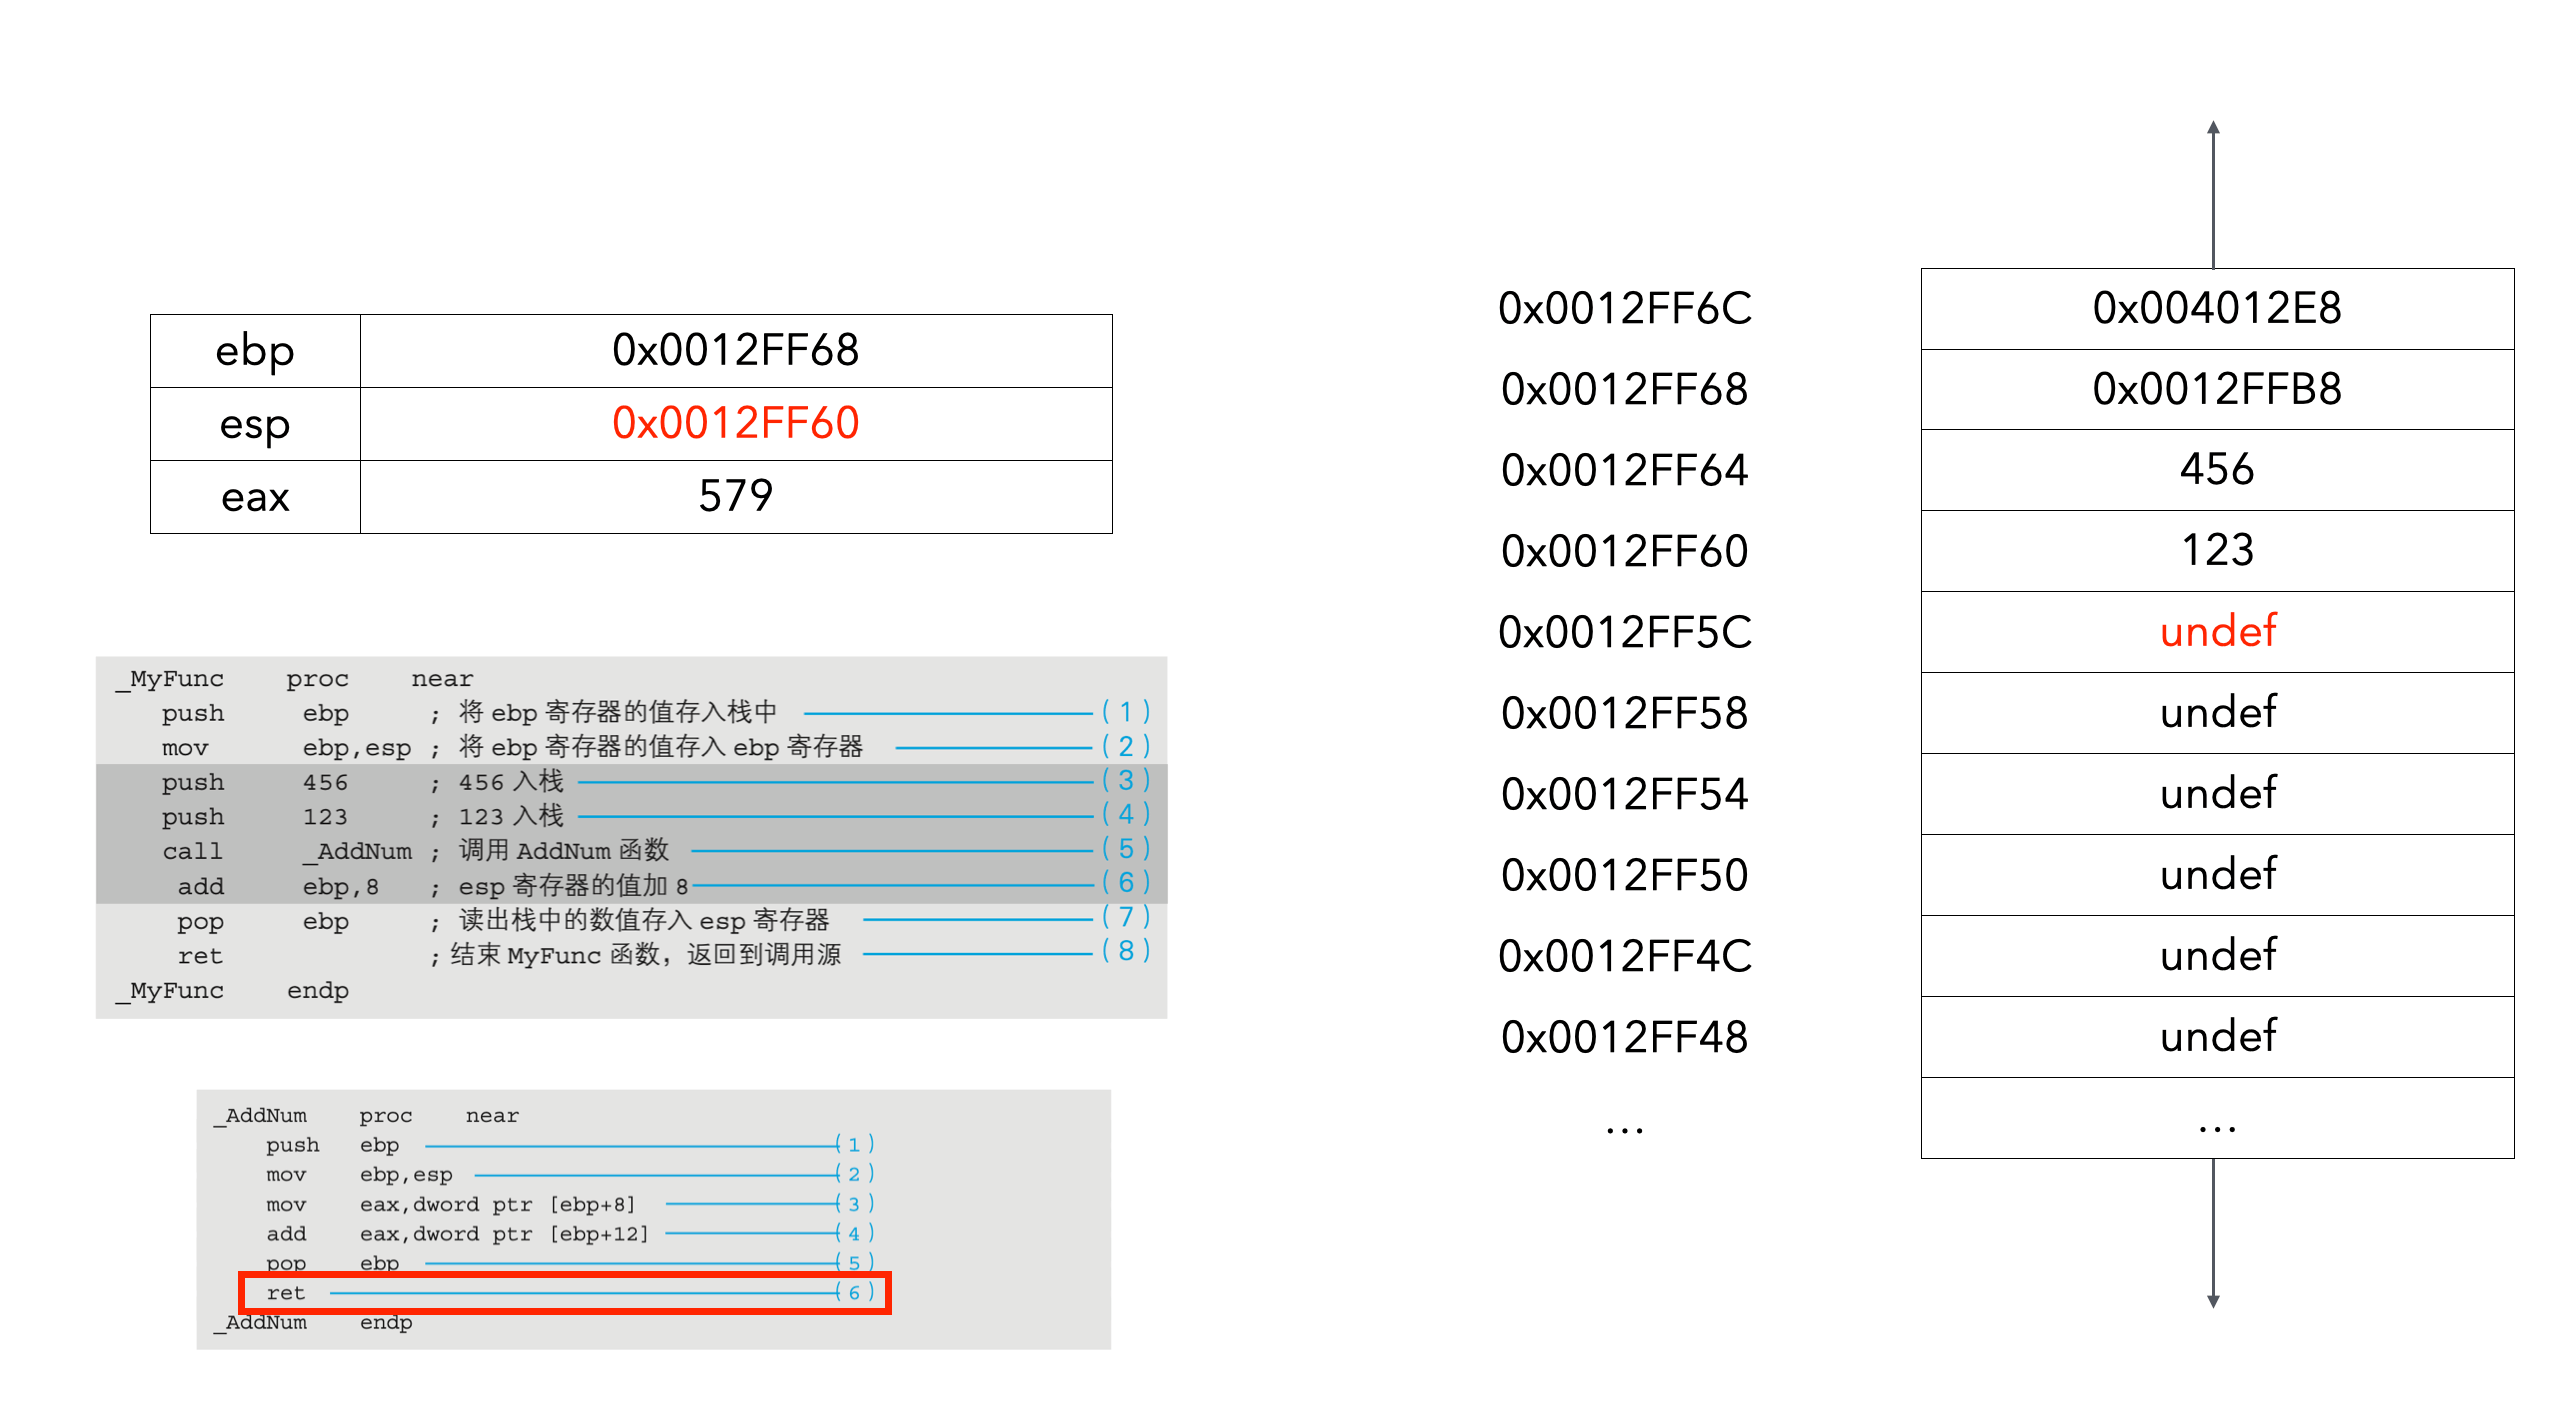 ebp 0x0012FF68
esp 0x0012FF60
eax 579
_MyFunc proc near
push ebp ; 将 ebp 寄存器的值存入栈中 (1)
mov ebp,esp ; 将 ebp 寄存器的值存入 ebp 寄存器 (2)
push 456 ; 456 入栈 (3)
push 123 ; 123 入栈 (4)
call _AddNum ; 调用 AddNum 函数 (5)
add ebp,8 ; esp 寄存器的值加 8 (6)
pop ebp ; 读出栈中的数值存入 esp 寄存器 (7)
ret ; 结束 MyFunc 函数，返回到调用源 (8)
_MyFunc endp
_AddNum proc near
push ebp (1)
mov ebp,esp (2)
mov eax,dword ptr [ebp+8] (3)
add eax,dword ptr [ebp+12] (4)
pop ebp (5)
ret (6)
_AddNum endp
0x0012FF6C 0x004012E8
0x0012FF68 0x0012FFB8
0x0012FF64 456
0x0012FF60 123
0x0012FF5C undef
0x0012FF58 undef
0x0012FF54 undef
0x0012FF50 undef
0x0012FF4C undef
0x0012FF48 undef
... ...